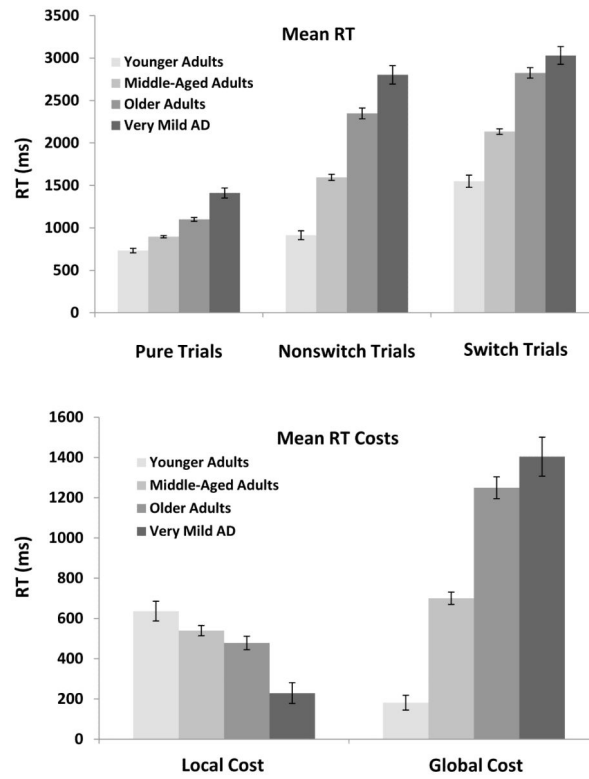 Mean RT
Younger Adults
Middle-Aged Adults
Older Adults
Very Mild AD
RT (ms)
3500
3000
2500
2000
1500
1000
500
0
Pure Trials Nonswitch Trials Switch Trials
Mean RT Costs
Younger Adults
Middle-Aged Adults
Older Adults
Very Mild AD
RT (ms)
1600
1400
1200
1000
800
600
400
200
0
Local Cost Global Cost